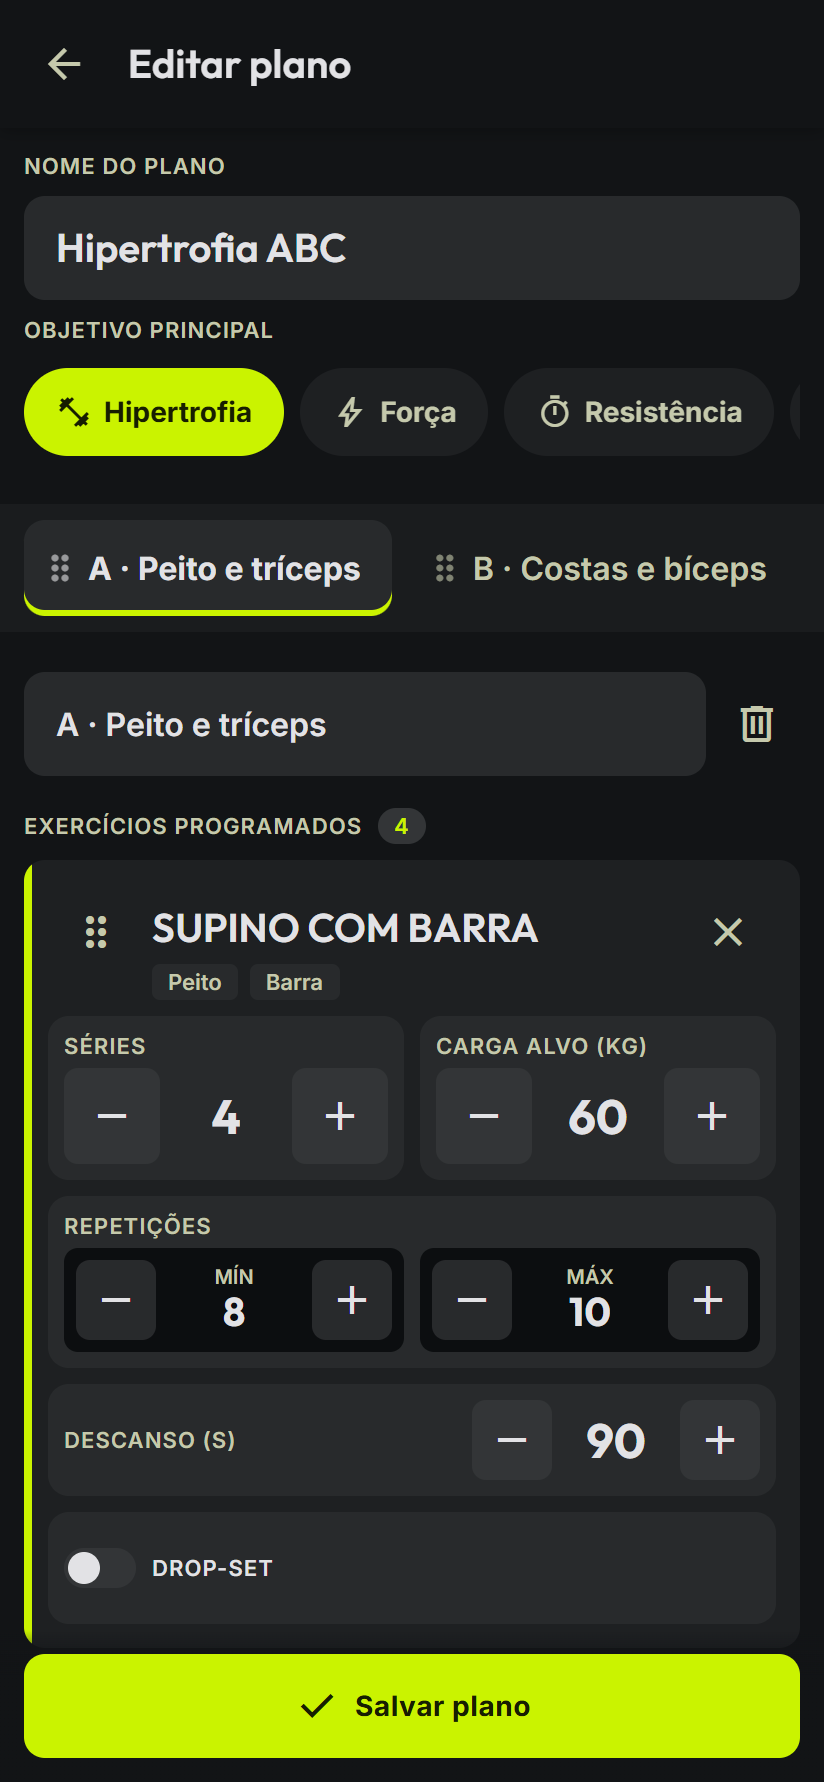 Editar plano
NOME DO PLANO
Hipertrofia ABC
OBJETIVO PRINCIPAL
Hipertrofia
Força
Resistência
A · Peito e tríceps
B · Costas e bíceps
A · Peito e tríceps
EXERCÍCIOS PROGRAMADOS 4
SUPINO COM BARRA
Peito
Barra
SÉRIES
4
CARGA ALVO (KG)
60
REPETIÇÕES
MÍN
8
MÁX
10
DESCANSO (S)
90
DROP-SET
Salvar plano